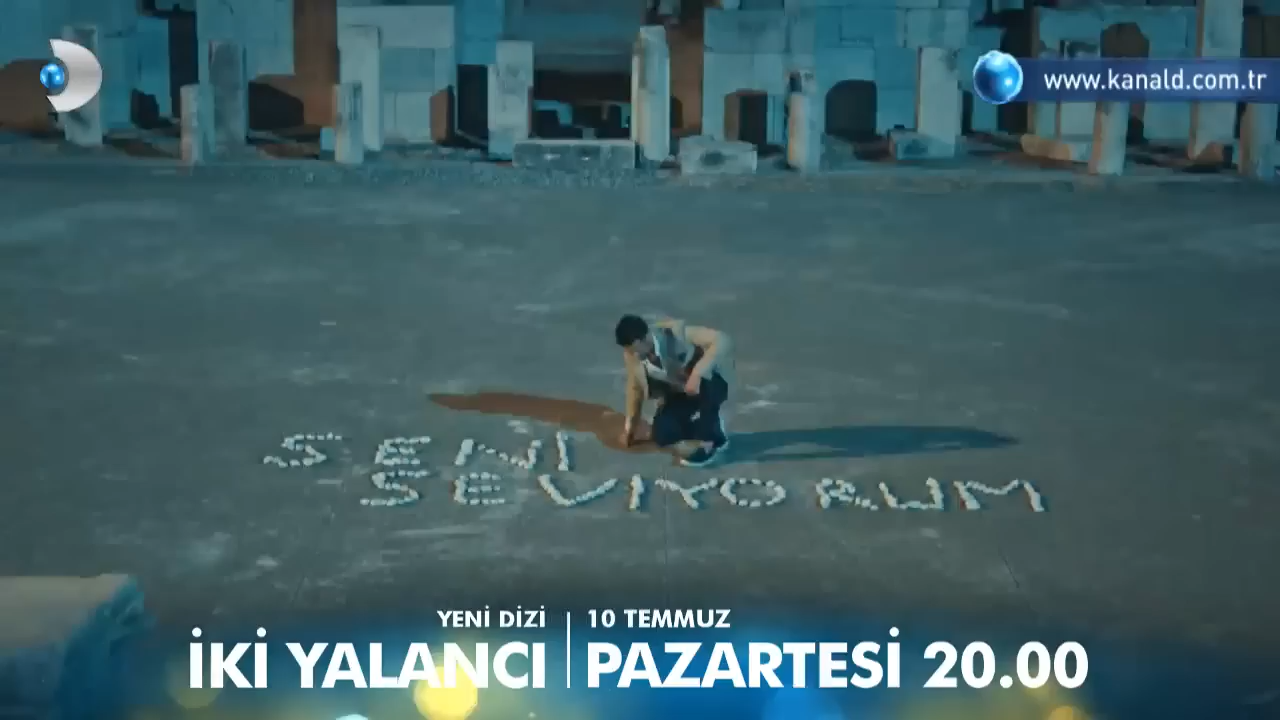 www.kanald.com.tr
SENİ
SEVİYORUM
YENİ DİZİ
10 TEMMUZ
İKİ YALANCI
PAZARTESİ 20.00